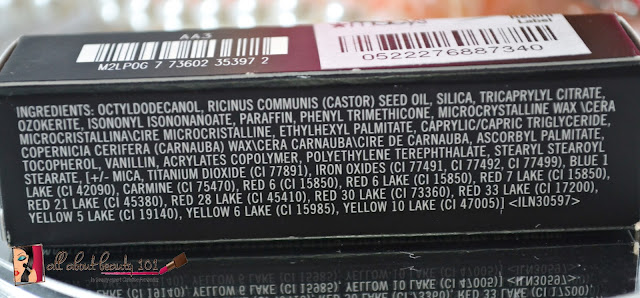 AA3
M2LP0G 7 73602 35397 2
Return
Label
0522276887340
INGREDIENTS: OCTYLDODECANOL, RICINUS COMMUNIS (CASTOR) SEED OIL, SILICA, TRICAPRYLYL CITRATE,
OZOKERITE, ISONONYL ISONONANOATE, PARAFFIN, PHENYL TRIMETHICONE, MICROCRYSTALLINE WAX \CERA
MICROCRISTALLINA\CIRE MICROCRISTALLINE, ETHYLHEXYL PALMITATE, CAPRYLIC/CAPRIC TRIGLYCERIDE,
COPERNICIA CERIFERA (CARNAUBA) WAX\CERA CARNAUBA\CIRE DE CARNAUBA, ASCORBYL PALMITATE,
TOCOPHEROL, VANILLIN, ACRYLATES COPOLYMER, POLYETHYLENE TEREPHTHALATE, STEARYL STEAROYL
STEARATE, [+/- MICA, TITANIUM DIOXIDE (CI 77891), IRON OXIDES (CI 77491, CI 77492, CI 77499), BLUE 1
LAKE (CI 42090), CARMINE (CI 75470), RED 6 (CI 15850), RED 6 LAKE (CI 15850), RED 7 LAKE (CI 15850),
RED 21 LAKE (CI 45380), RED 28 LAKE (CI 45410), RED 30 LAKE (CI 73360), RED 33 LAKE (CI 17200),
YELLOW 5 LAKE (CI 19140), YELLOW 6 LAKE (CI 15985), YELLOW 10 LAKE (CI 47005)] <ILN30597>
all about beauty 101